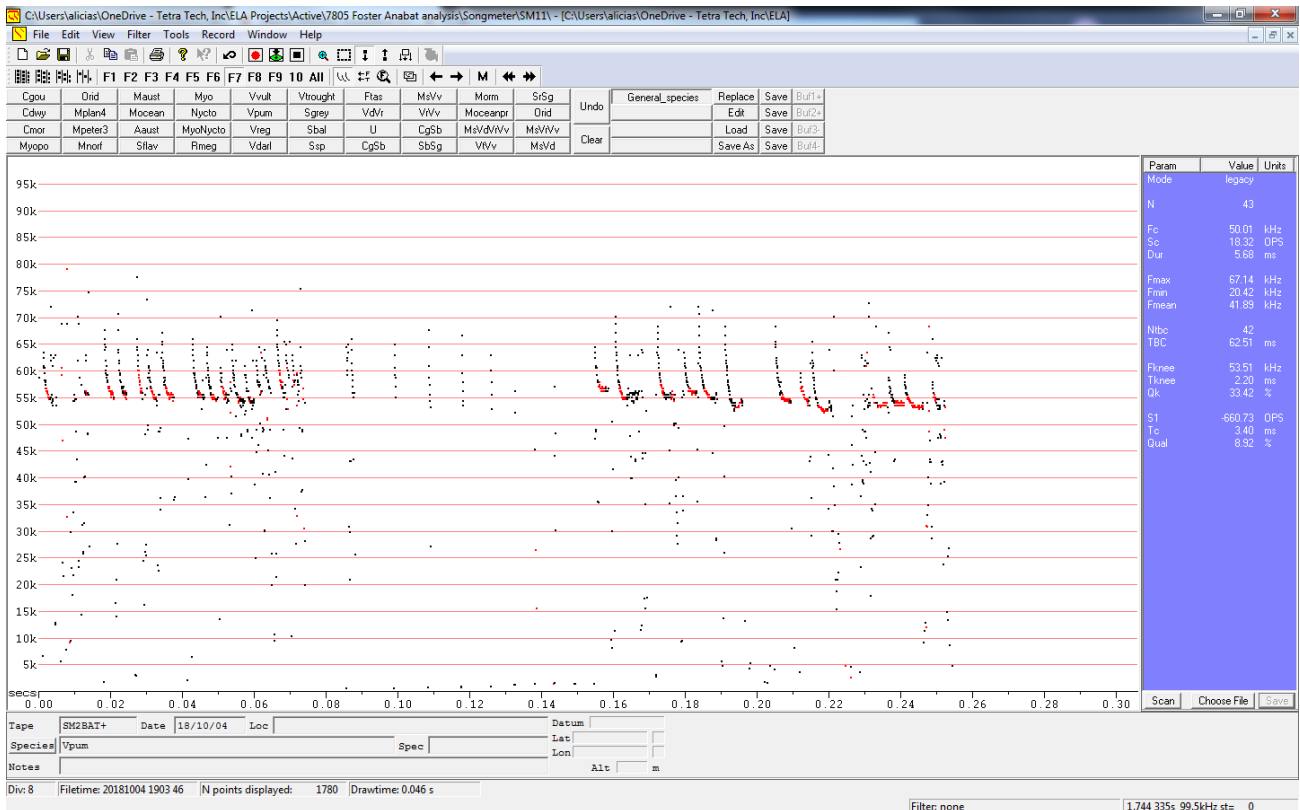 C:\Users\alicias\OneDrive - Tetra Tech, Inc\ELA Projects\Active\7805 Foster Anabat analysis\Songmeter\SM11\ - [C:\Users\alicias\OneDrive - Tetra Tech, Inc\ELA]
File Edit View Filter Tools Record Window Help
F1 F2 F3 F4 F5 F6 F7 F8 F9 10 All M
Cgou Orid Maust Myo Vvult Vtrought Ftas MsVv Morm SrSg Undo General_species Replace Save Buf1+
Cdwy Mplan4 Mocean Nycto Vpum Sgrey VdVr VrVv Moceanpr Orid Edit Save Buf2+
Cmor Mpeter3 Aaust MyoNycto Vreg Sbal U CgSb MsVdVrVv MsVrVv Clear Load Save Buf3-
Myopo Mnorf Sflav Rmeg Vdarl Ssp CgSb SbSg VfVv MsVd Save As Save Buf4-
Param Value Units
Mode legacy
N 43
Fc 50.01 kHz
Sc 18.32 OPS
Dur 5.68 ms
Fmax 67.14 kHz
Fmin 20.42 kHz
Fmean 41.89 kHz
Ntbc 42
TBC 62.51 ms
Fknee 53.51 kHz
Tknee 2.20 ms
Qk 33.42 %
S1 -660.73 OPS
Tc 3.40 ms
Qual 8.92 %
95k
90k
85k
80k
75k
70k
65k
60k
55k
50k
45k
40k
35k
30k
25k
20k
15k
10k
5k
secs
0.00 0.02 0.04 0.06 0.08 0.10 0.12 0.14 0.16 0.18 0.20 0.22 0.24 0.26 0.28 0.30
Scan Choose File Save
Tape SM2BAT+ Date 18/10/04 Loc Datum
Species Vpum Spec Lat
Lon
Notes Alt m
Div: 8 Filetime: 20181004 1903 46 N points displayed: 1780 Drawtime: 0.046 s
Filter: none 1.744 335s 99.5kHz st= 0